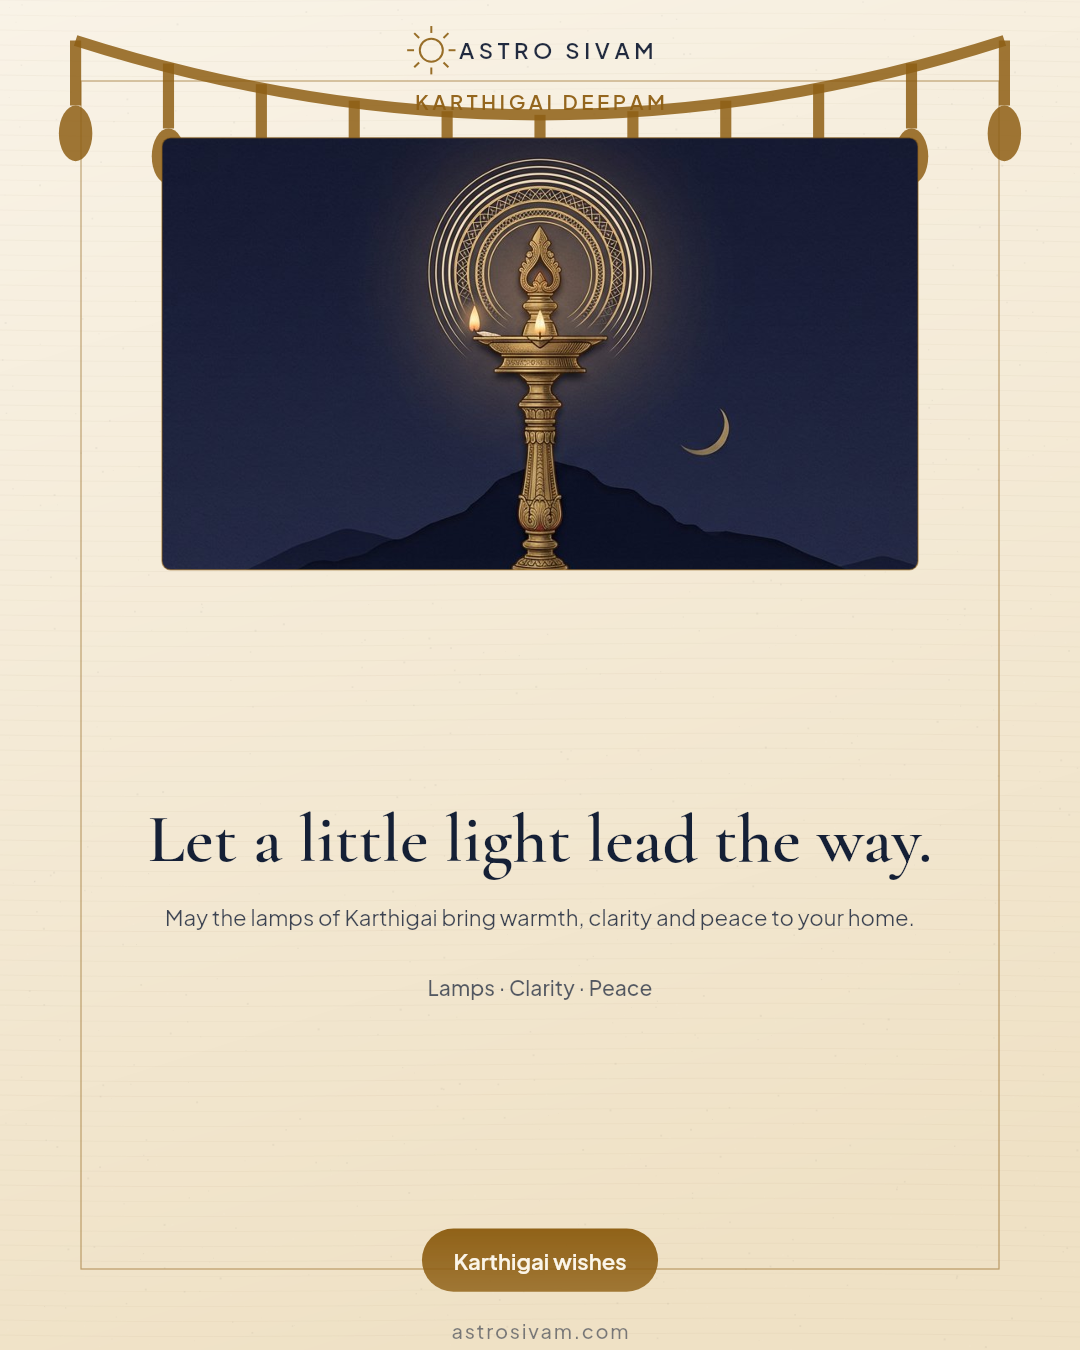 ASTRO SIVAM
KARTHIGAI DEEPAM
Let a little light lead the way.
May the lamps of Karthigai bring warmth, clarity and peace to your home.
Lamps · Clarity · Peace
Karthigai wishes
astrosivam.com